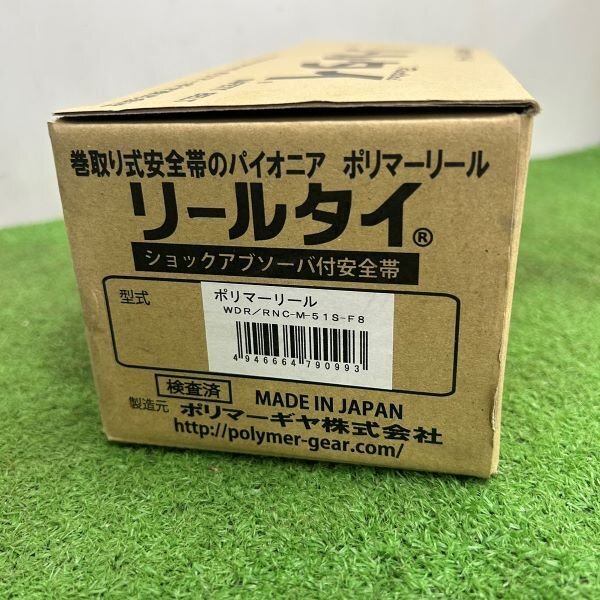 巻取り式安全帯のパイオニア ポリマーリール
リールタイ®
ショックアブソーバ付安全帯
型式
ポリマーリール
WDR/RNC-M-51S-F8
4946664790993
検査済 MADE IN JAPAN
製造元 ポリマーギヤ株式会社
http://polymer-gear.com/